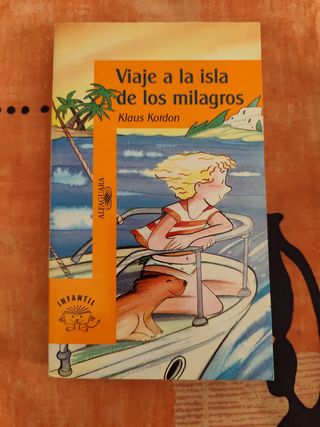 Viaje a la isla
de los milagros
Klaus Kordon
ALFAGUARA
INFANTIL